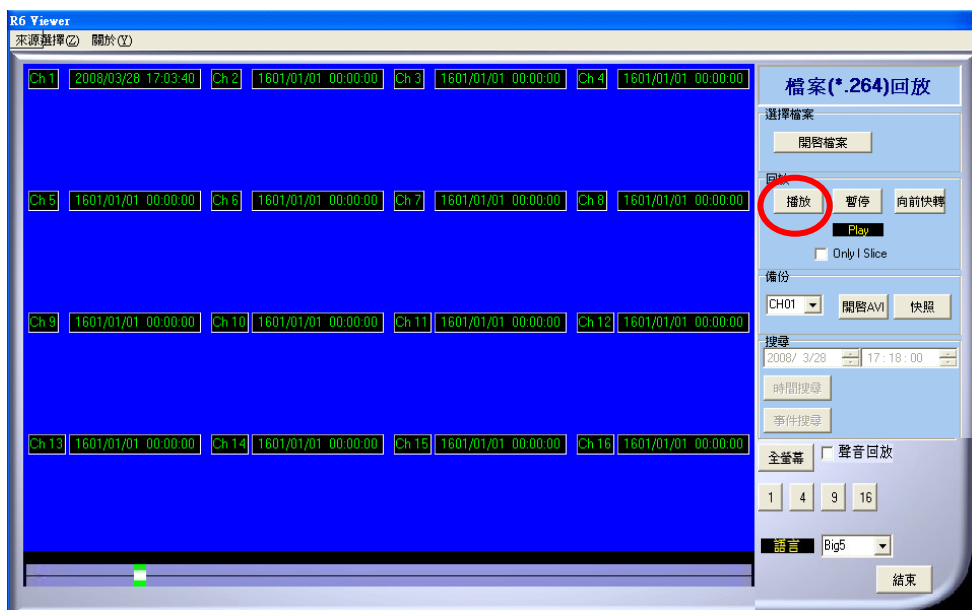 R6 Viewer
來源選擇(Z) 關於(Y)
Ch 1 2008/03/28 17:03:40 Ch 2 1601/01/01 00:00:00 Ch 3 1601/01/01 00:00:00 Ch 4 1601/01/01 00:00:00
Ch 5 1601/01/01 00:00:00 Ch 6 1601/01/01 00:00:00 Ch 7 1601/01/01 00:00:00 Ch 8 1601/01/01 00:00:00
Ch 9 1601/01/01 00:00:00 Ch 10 1601/01/01 00:00:00 Ch 11 1601/01/01 00:00:00 Ch 12 1601/01/01 00:00:00
Ch 13 1601/01/01 00:00:00 Ch 14 1601/01/01 00:00:00 Ch 15 1601/01/01 00:00:00 Ch 16 1601/01/01 00:00:00
檔案(*.264)回放
選擇檔案
開啓檔案
回放
播放 暫停 向前快轉
Play
Only I Slice
備份
CH01 開啓AVI 快照
搜尋
2008/ 3/28 17:18:00
時間搜尋
事件搜尋
全螢幕 聲音回放
1 4 9 16
語言 Big5
結束